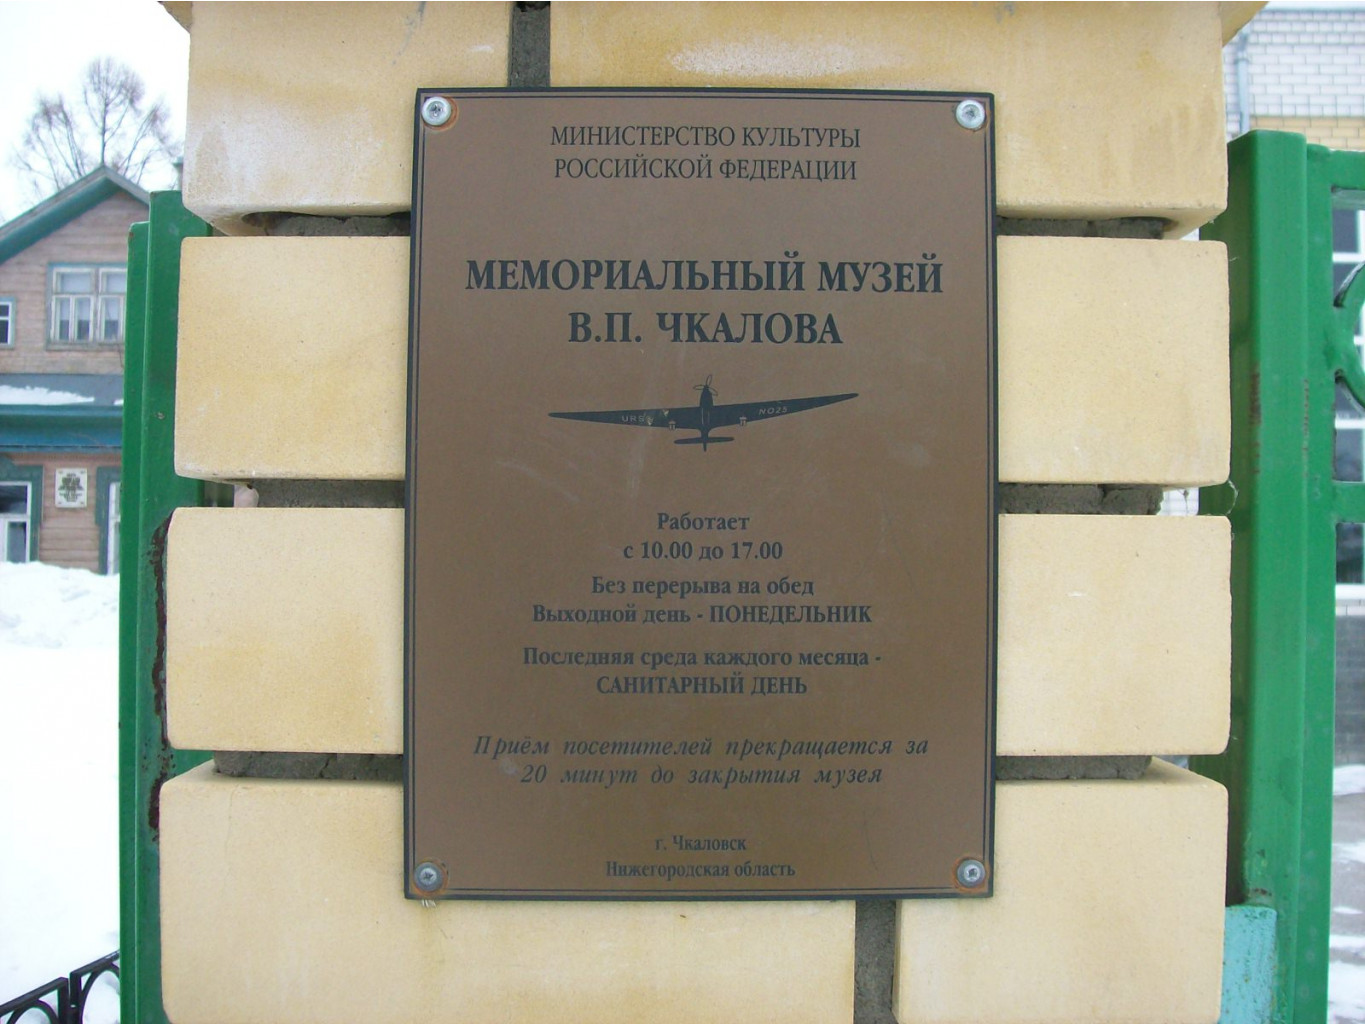 МИНИСТЕРСТВО КУЛЬТУРЫ
РОССИЙСКОЙ ФЕДЕРАЦИИ
МЕМОРИАЛЬНЫЙ МУЗЕЙ
В.П. ЧКАЛОВА
URSS NO25
Работает
с 10.00 до 17.00
Без перерыва на обед
Выходной день - ПОНЕДЕЛЬНИК
Последняя среда каждого месяца -
САНИТАРНЫЙ ДЕНЬ
Приём посетителей прекращается за
20 минут до закрытия музея
г. Чкаловск
Нижегородская область